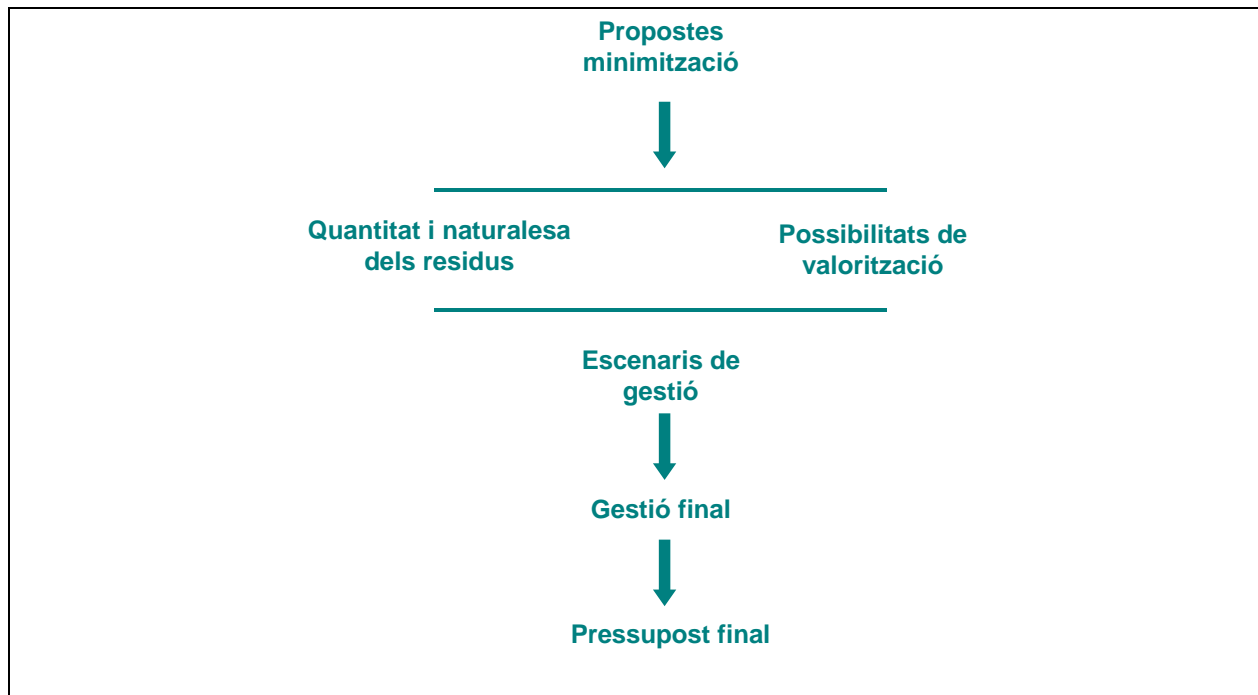 Propostes
minimització
Quantitat i naturalesa
dels residus
Possibilitats de
valorització
Escenaris de
gestió
Gestió final
Pressupost final